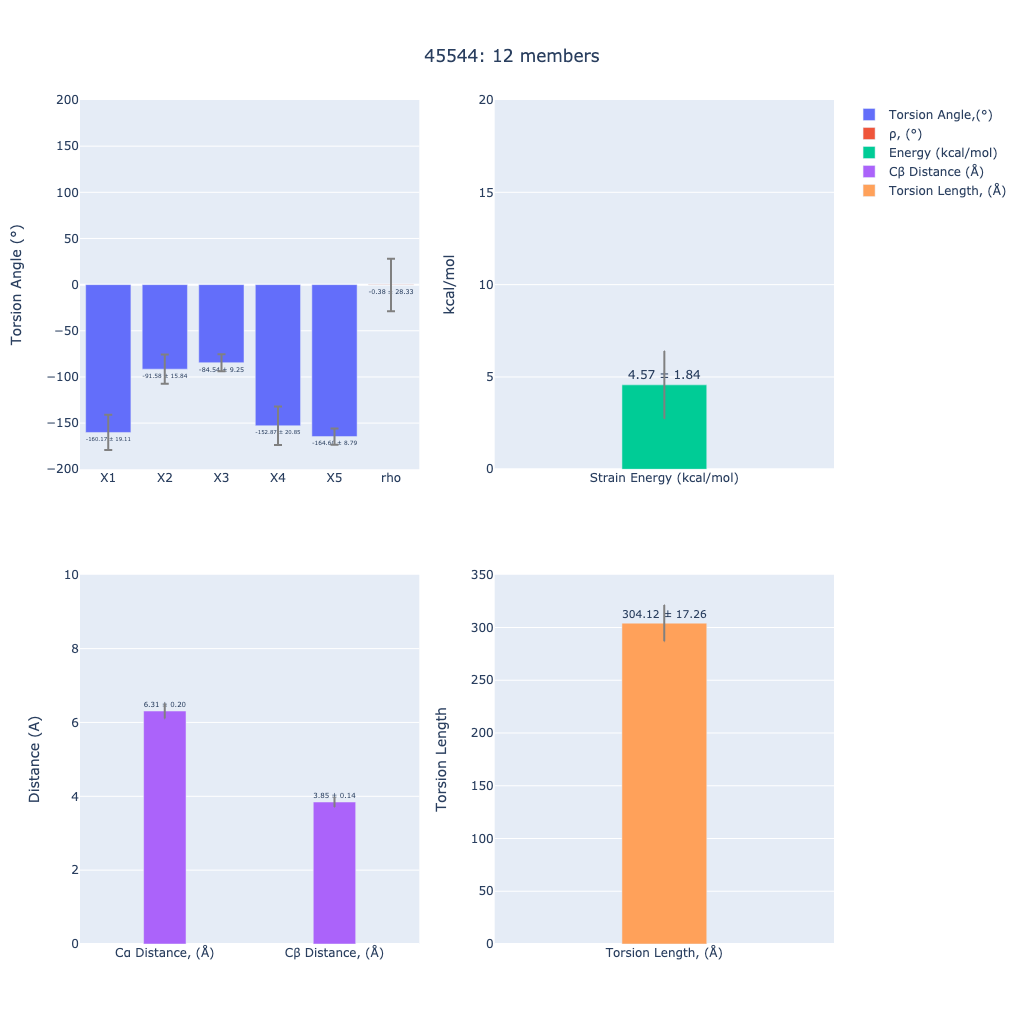 45544: 12 members
200
150
100
50
0
−50
−100
−150
−200
Torsion Angle (°)
-160.17 ± 19.11
-91.58 ± 15.84
-84.54 ± 9.25
-152.87 ± 20.85
± 8.79
-0.38 ± 28.33
X1
X2
X3
X4
X5
rho
20
15
10
5
0
kcal/mol
4.57 ± 1.84
Strain Energy (kcal/mol)
Torsion Angle,(°)
ρ, (°)
Energy (kcal/mol)
Cβ Distance (Å)
Torsion Length, (Å)
10
8
6
4
2
0
Distance (A)
6.31 ± 0.20
3.85 ± 0.14
Cα Distance, (Å)
Cβ Distance, (Å)
350
300
250
200
150
100
50
0
Torsion Length
304.12 ± 17.26
Torsion Length, (Å)